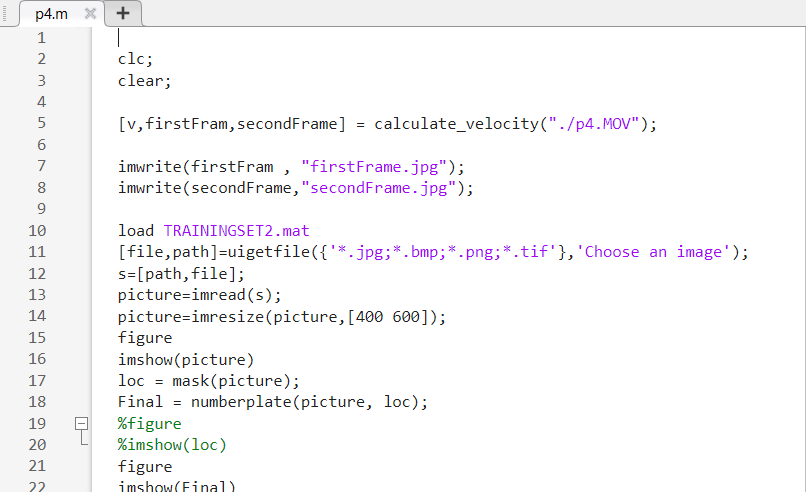 p4.m
1
2 clc;
3 clear;
4
5 [v,firstFram,secondFrame] = calculate_velocity("./p4.MOV");
6
7 imwrite(firstFram , "firstFrame.jpg");
8 imwrite(secondFrame,"secondFrame.jpg");
9
10 load TRAININGSET2.mat
11 [file,path]=uigetfile({'*.jpg;*.bmp;*.png;*.tif'},'Choose an image');
12 s=[path,file];
13 picture=imread(s);
14 picture=imresize(picture,[400 600]);
15 figure
16 imshow(picture)
17 loc = mask(picture);
18 Final = numberplate(picture, loc);
19 %figure
20 %imshow(loc)
21 figure
22 imshow(Final)